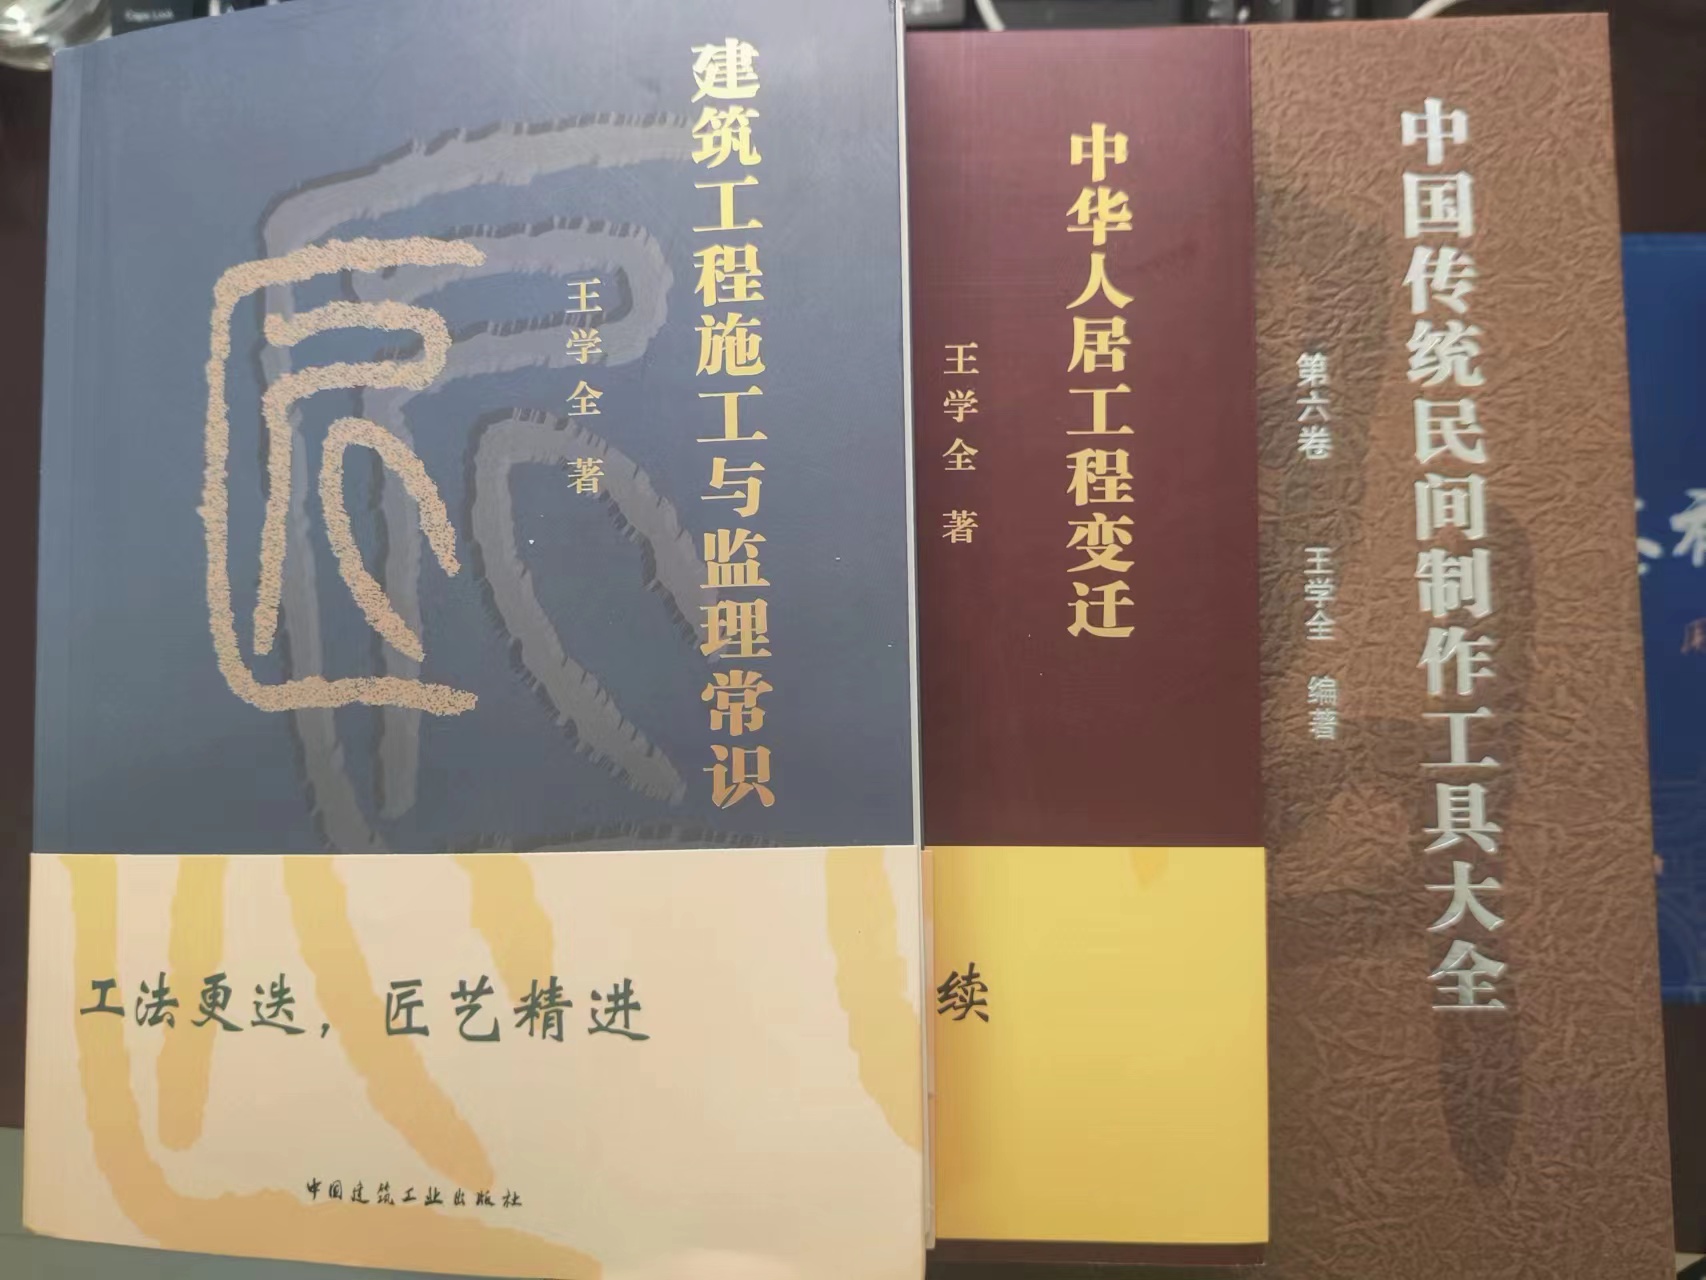 建筑工程施工与监理常识
王学全 著
工法更迭，匠艺精进
中国建筑工业出版社
中华人居工程变迁
王学全 著
续
中国传统民间制作工具大全
第六卷 王学全 编著
Caps Lock